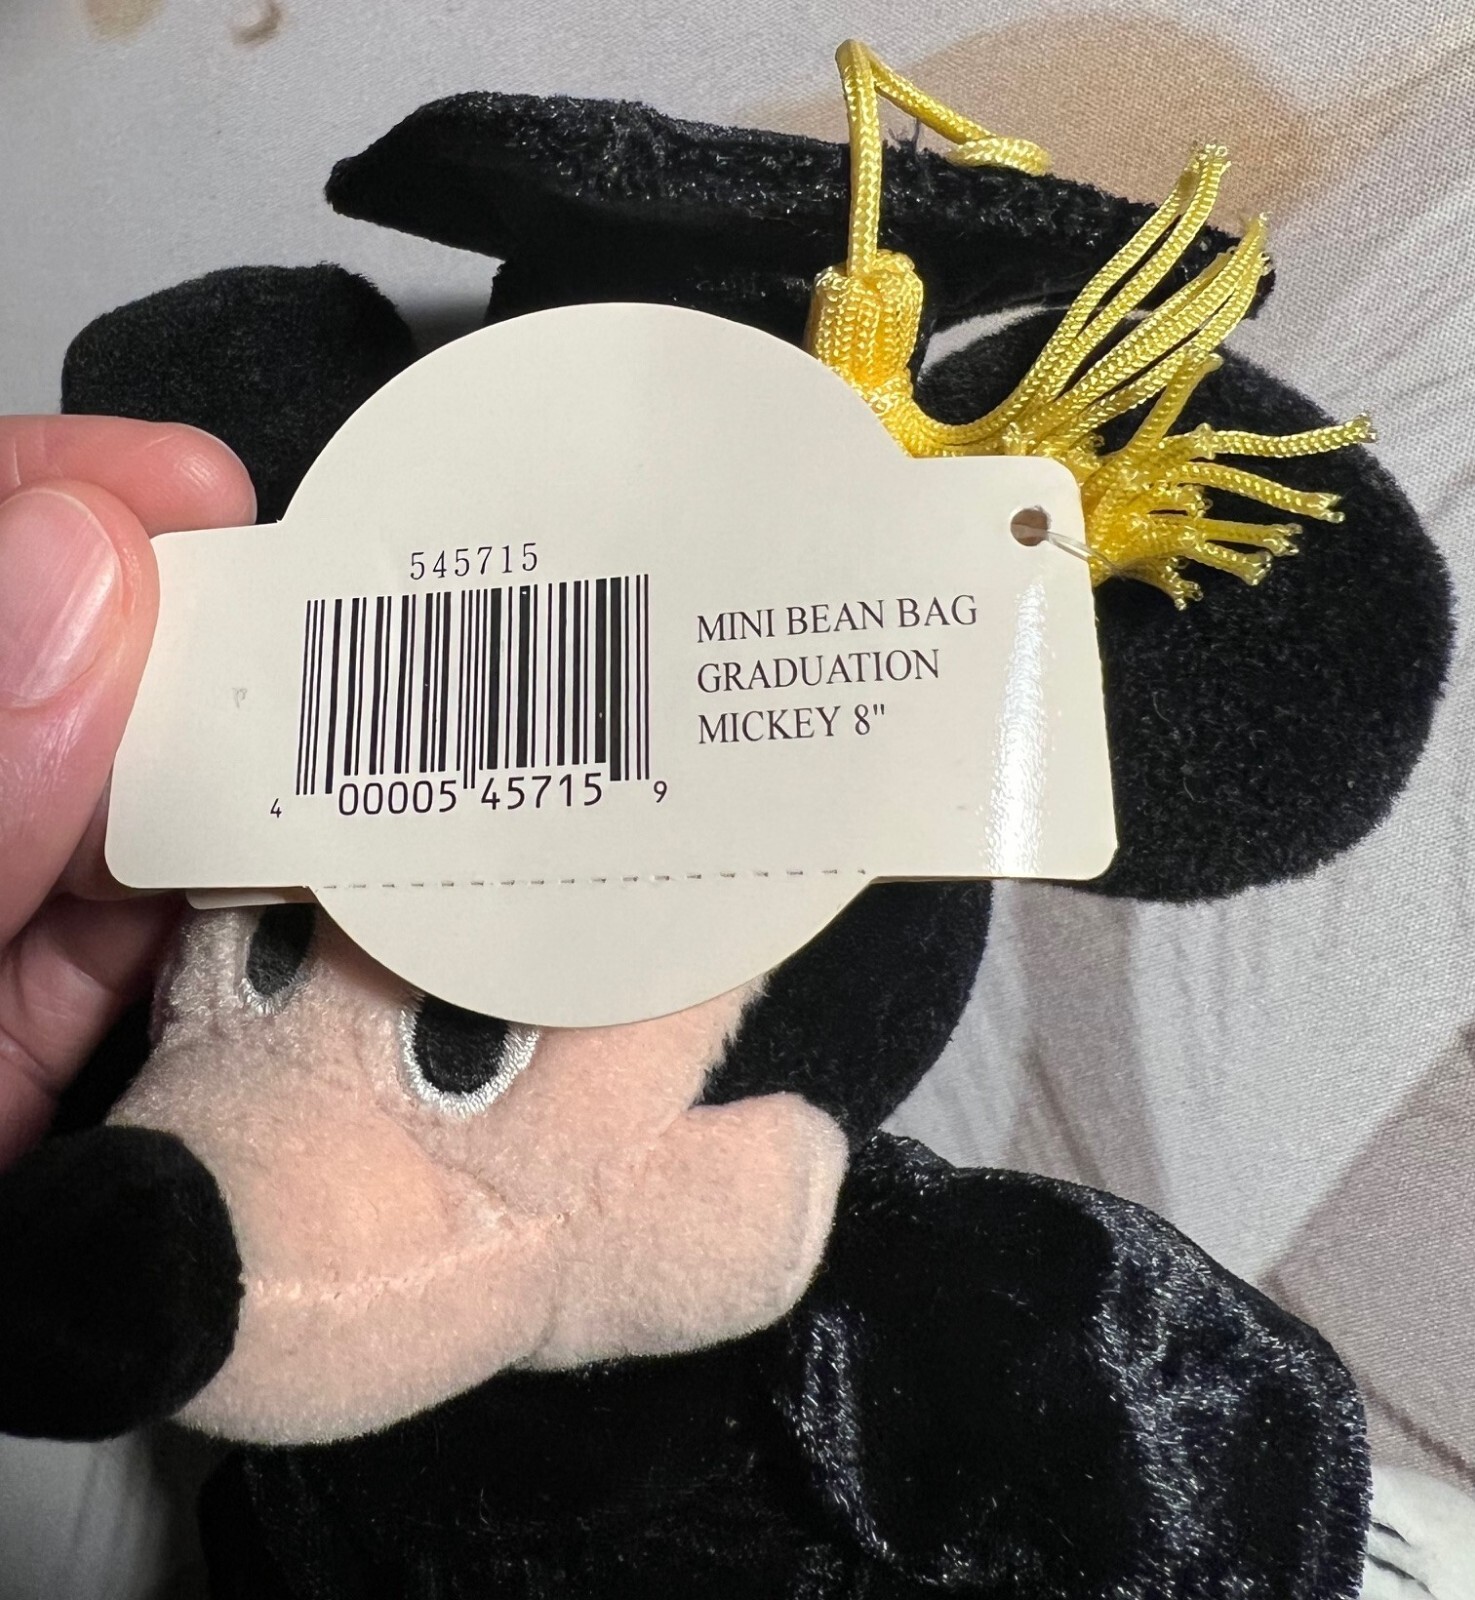 545715
MINI BEAN BAG
GRADUATION
MICKEY 8"
4 00005 45715 9